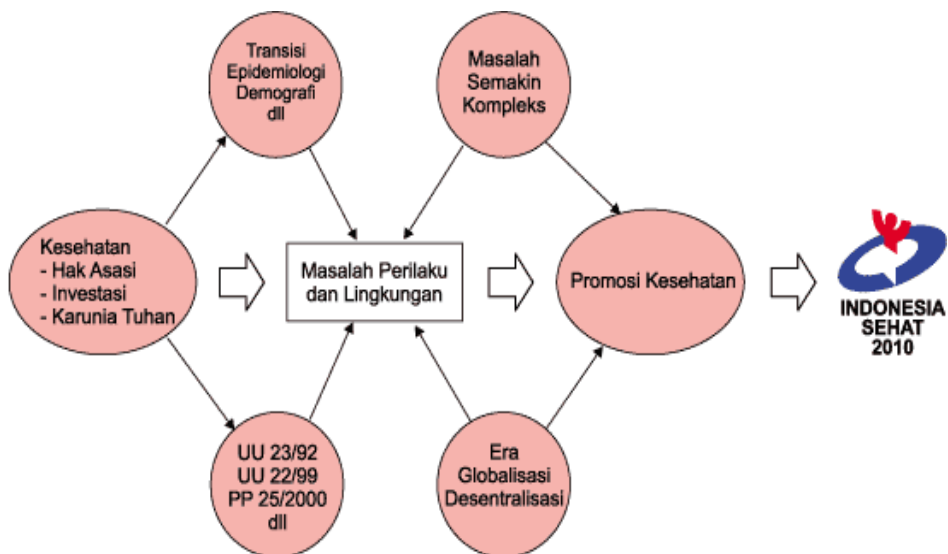 Transisi
Epidemiologi
Demografi
dll
Masalah
Semakin
Kompleks
Kesehatan
- Hak Asasi
- Investasi
- Karunia Tuhan
Masalah Perilaku
dan Lingkungan
Promosi Kesehatan
INDONESIA
SEHAT
2010
UU 23/92
UU 22/99
PP 25/2000
dll
Era
Globalisasi
Desentralisasi